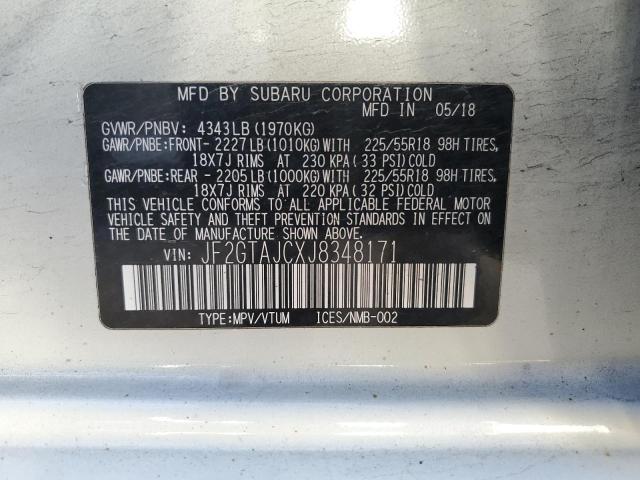 MFD BY SUBARU CORPORATION
MFD IN 05/18
GVWR/PNBV: 4343LB(1970KG)
GAWR/PNBE:FRONT- 2227LB(1010KG)WITH 225/55R18 98H TIRES,
18X7J RIMS AT 230 KPA(33 PSI)COLD
GAWR/PNBE:REAR - 2205LB(1000KG)WITH 225/55R18 98H TIRES,
18X7J RIMS AT 220 KPA(32 PSI)COLD
THIS VEHICLE CONFORMS TO ALL APPLICABLE FEDERAL MOTOR
VEHICLE SAFETY AND THEFT PREVENTION STANDARDS IN EFFECT
ON THE DATE OF MANUFACTURE SHOWN ABOVE.
VIN: JF2GTAJCXJ8348171
TYPE:MPV/VTUM ICES/NMB-002